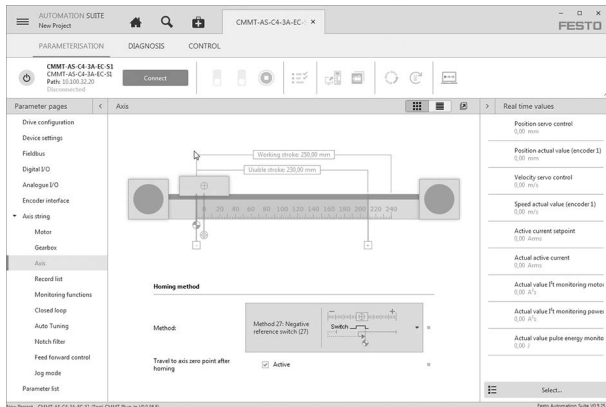 AUTOMATION SUITE
New Project
CMMT-AS-C4-3A-EC-S
FESTO
PARAMETERISATION
DIAGNOSIS
CONTROL
CMMT-AS-C4-3A-EC-S1
CMMT-AS-C4-3A-EC-S1
Path: 10.100.32.20
Disconnected
Connect
Parameter pages
Axis
Real time values
Drive configuration
Device settings
Fieldbus
Digital I/O
Analogue I/O
Encoder interface
Axis string
Motor
Gearbox
Axis
Record list
Monitoring functions
Closed loop
Auto Tuning
Notch filter
Feed forward control
Jog mode
Parameter list
Working stroke: 250,00 mm
Usable stroke: 230,00 mm
0 20 40 60 80 100 120 140 160 180 200 220 240
Homing method
Method:
Method 27: Negative reference switch (27)
Switch
Travel to axis zero point after homing
Active
Position servo control
0,00 mm
Position actual value (encoder 1)
0,00 mm
Velocity servo control
0,00 m/s
Speed actual value (encoder 1)
0,00 m/s
Active current setpoint
0,00 Arms
Actual active current
0,00 Arms
Actual value I²t monitoring motor
0,00 A²s
Actual value I²t monitoring power
0,00 A²s
Actual value pulse energy monito
0,00 J
Select...